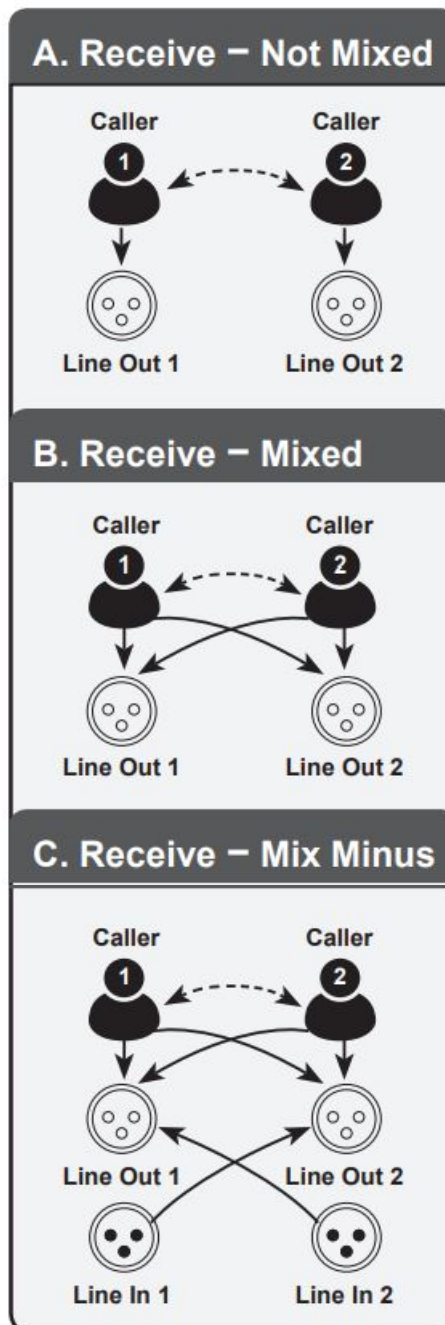 A. Receive – Not Mixed
Caller Caller
1 2
Line Out 1 Line Out 2
B. Receive – Mixed
Caller Caller
1 2
Line Out 1 Line Out 2
C. Receive – Mix Minus
Caller Caller
1 2
Line Out 1 Line Out 2
Line In 1 Line In 2